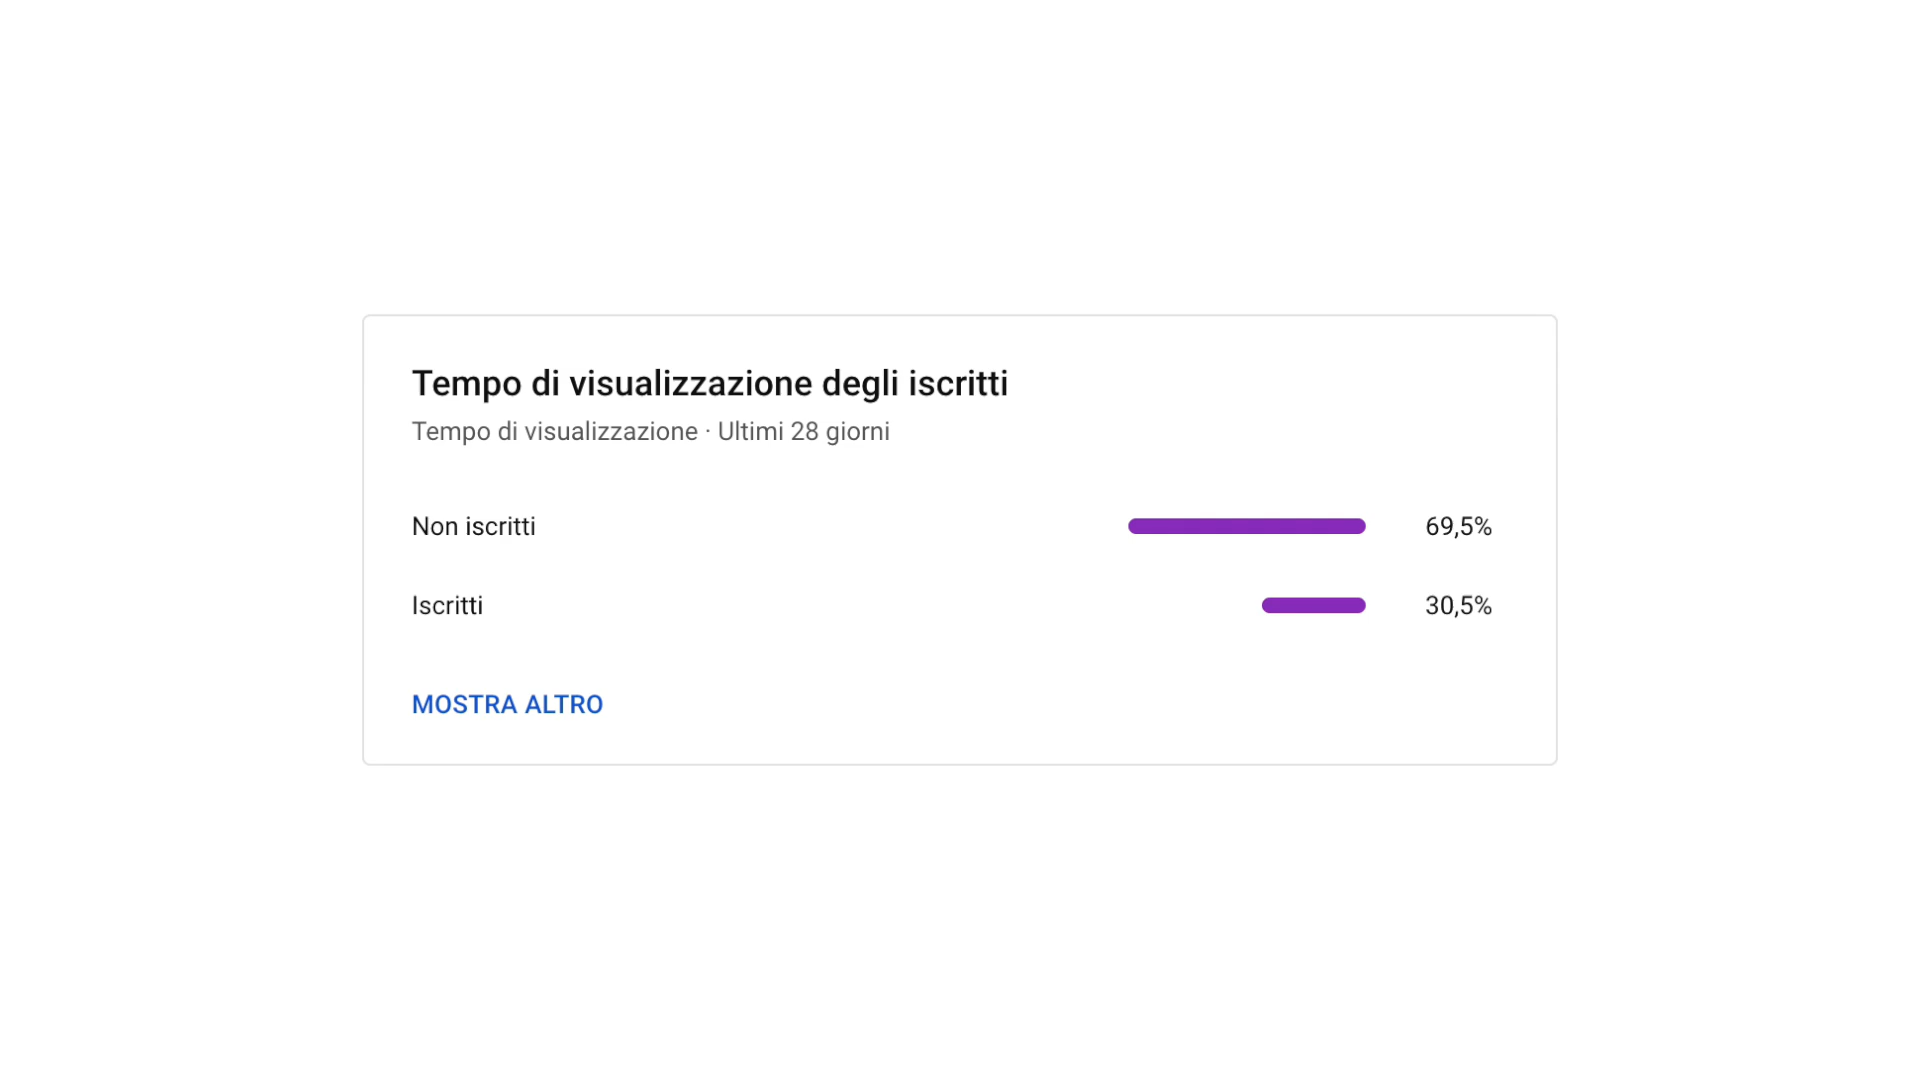 Tempo di visualizzazione degli iscritti
Tempo di visualizzazione · Ultimi 28 giorni
Non iscritti 69,5%
Iscritti 30,5%
MOSTRA ALTRO